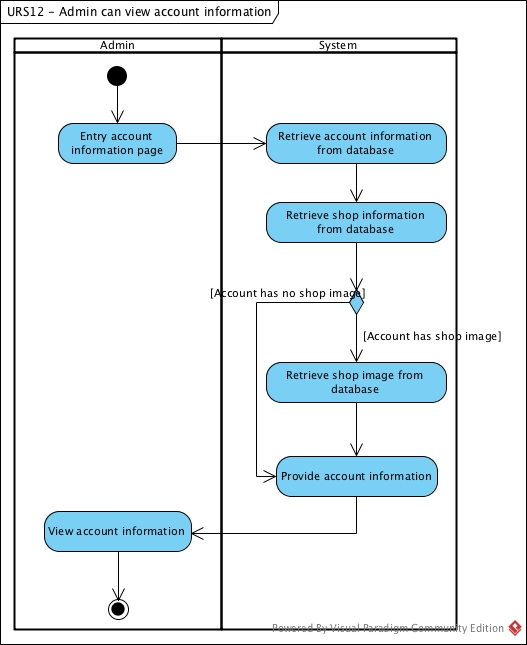 URS12 - Admin can view account information
Admin
System
Entry account
information page
Retrieve account information
from database
Retrieve shop information
from database
[Account has no shop image]
[Account has shop image]
Retrieve shop image from
database
Provide account information
View account information
Powered By Visual Paradigm Community Edition